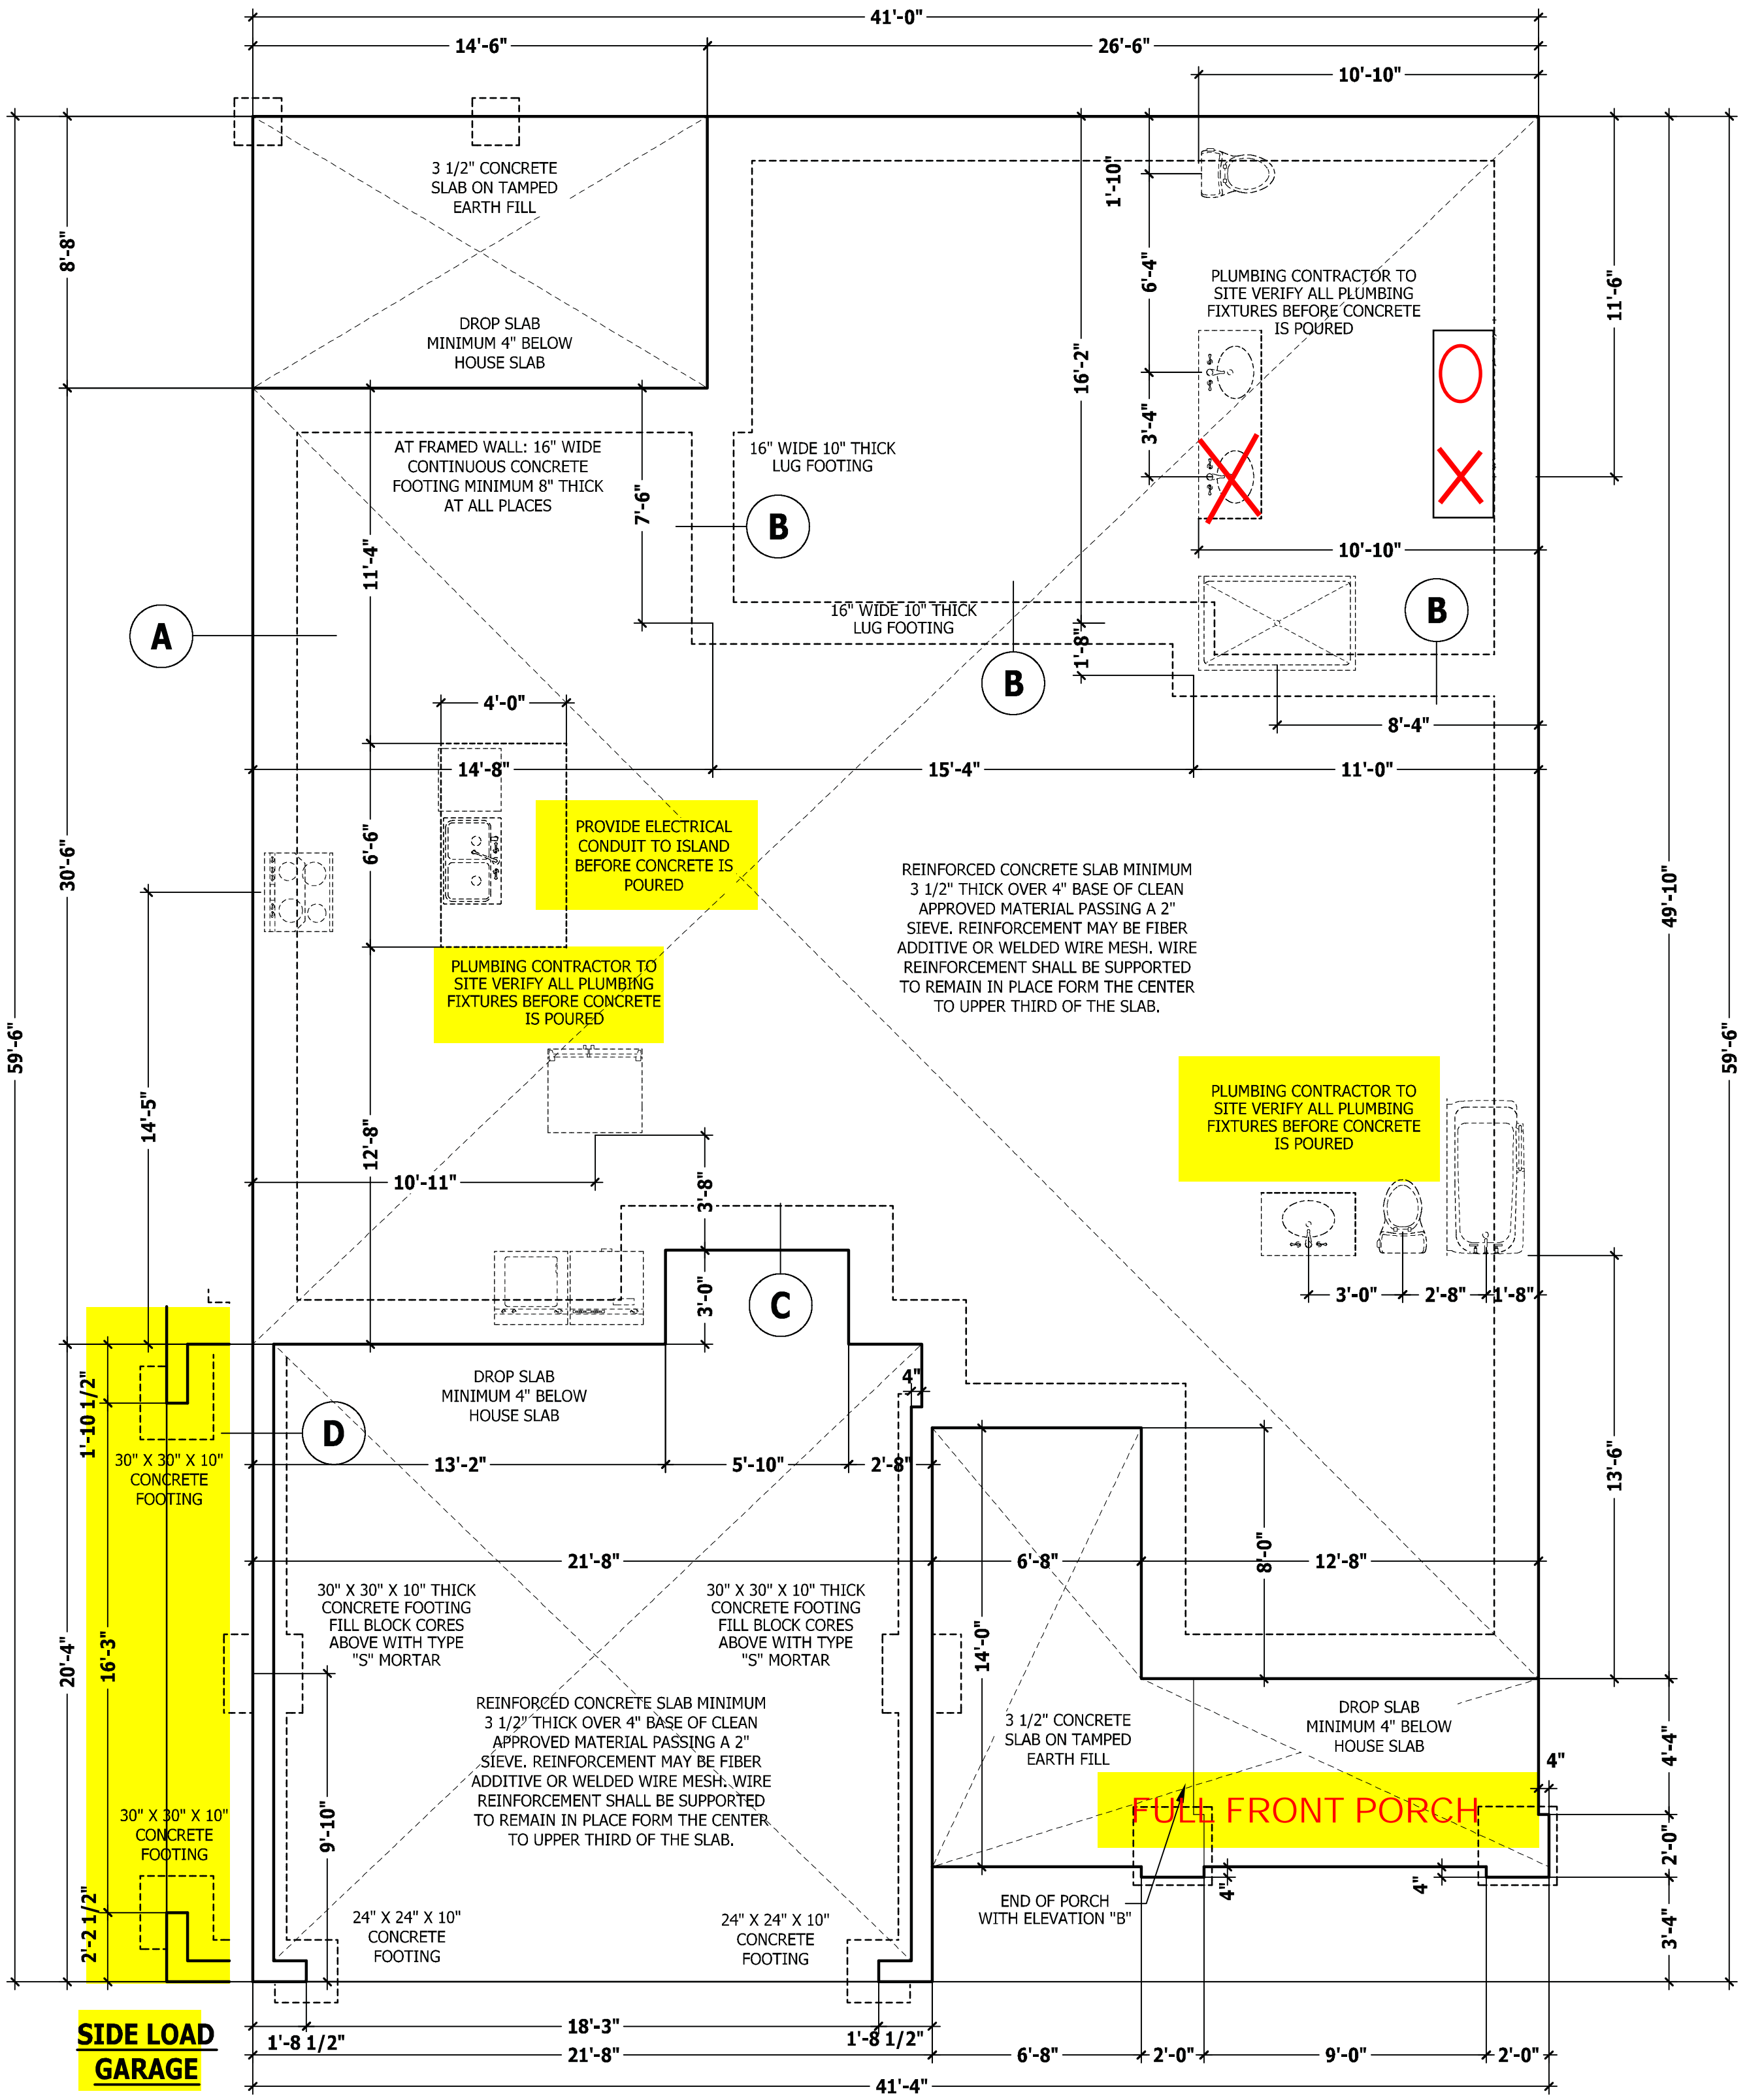 41'-0"
14'-6"
26'-6"
10'-10"
3 1/2" CONCRETE
SLAB ON TAMPED
EARTH FILL
1'-10"
8'-8"
6'-4"
11'-6"
PLUMBING CONTRACTOR TO
SITE VERIFY ALL PLUMBING
FIXTURES BEFORE CONCRETE
IS POURED
DROP SLAB
MINIMUM 4" BELOW
HOUSE SLAB
16'-2"
3'-4"
AT FRAMED WALL: 16" WIDE
CONTINUOUS CONCRETE
FOOTING MINIMUM 8" THICK
AT ALL PLACES
16" WIDE 10" THICK
LUG FOOTING
7'-6"
B
11'-4"
10'-10"
A
16" WIDE 10" THICK
LUG FOOTING
B
1'-8"
B
4'-0"
8'-4"
14'-8"
15'-4"
11'-0"
PROVIDE ELECTRICAL
CONDUIT TO ISLAND
BEFORE CONCRETE IS
POURED
6'-6"
30'-6"
49'-10"
REINFORCED CONCRETE SLAB MINIMUM
3 1/2" THICK OVER 4" BASE OF CLEAN
APPROVED MATERIAL PASSING A 2"
SIEVE. REINFORCEMENT MAY BE FIBER
ADDITIVE OR WELDED WIRE MESH. WIRE
REINFORCEMENT SHALL BE SUPPORTED
TO REMAIN IN PLACE FORM THE CENTER
TO UPPER THIRD OF THE SLAB.
PLUMBING CONTRACTOR TO
SITE VERIFY ALL PLUMBING
FIXTURES BEFORE CONCRETE
IS POURED
59'-6"
59'-6"
14'-5"
12'-8"
PLUMBING CONTRACTOR TO
SITE VERIFY ALL PLUMBING
FIXTURES BEFORE CONCRETE
IS POURED
10'-11"
3'-8"
3'-0"
C
3'-0"
2'-8"
1'-8"
DROP SLAB
MINIMUM 4" BELOW
HOUSE SLAB
4"
1'-10 1/2"
D
30" X 30" X 10"
CONCRETE
FOOTING
13'-2"
5'-10"
2'-8"
13'-6"
21'-8"
6'-8"
8'-0"
12'-8"
30" X 30" X 10" THICK
CONCRETE FOOTING
FILL BLOCK CORES
ABOVE WITH TYPE
"S" MORTAR
30" X 30" X 10" THICK
CONCRETE FOOTING
FILL BLOCK CORES
ABOVE WITH TYPE
"S" MORTAR
20'-4"
16'-3"
14'-0"
REINFORCED CONCRETE SLAB MINIMUM
3 1/2" THICK OVER 4" BASE OF CLEAN
APPROVED MATERIAL PASSING A 2"
SIEVE. REINFORCEMENT MAY BE FIBER
ADDITIVE OR WELDED WIRE MESH. WIRE
REINFORCEMENT SHALL BE SUPPORTED
TO REMAIN IN PLACE FORM THE CENTER
TO UPPER THIRD OF THE SLAB.
3 1/2" CONCRETE
SLAB ON TAMPED
EARTH FILL
DROP SLAB
MINIMUM 4" BELOW
HOUSE SLAB
4'-4"
4"
FULL FRONT PORCH
30" X 30" X 10"
CONCRETE
FOOTING
9'-10"
2'-0"
4"
4"
END OF PORCH
WITH ELEVATION "B"
2'-2 1/2"
24" X 24" X 10"
CONCRETE
FOOTING
24" X 24" X 10"
CONCRETE
FOOTING
3'-4"
SIDE LOAD
GARAGE
1'-8 1/2"
18'-3"
1'-8 1/2"
21'-8"
6'-8"
2'-0"
9'-0"
2'-0"
41'-4"